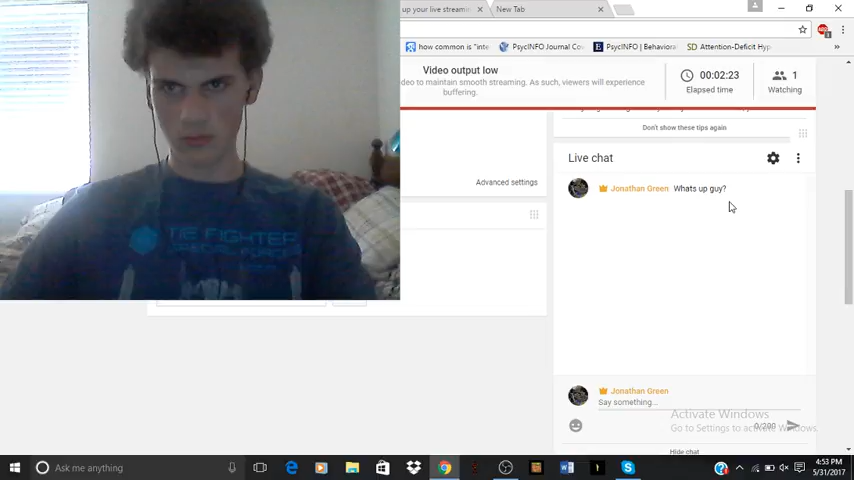 up your live streamin
New Tab
how common is "inte
PsycINFO Journal Co
PsycINFO | Behaviora
Attention-Deficit Hyp
Video output low
deo to maintain smooth streaming. As such, viewers will experience
buffering.
00:02:23
Elapsed time
1
Watching
Don't show these tips again
Live chat
Advanced settings
Jonathan Green Whats up guy?
TIE FIGHTER
Jonathan Green
Say something...
0/200
Activate Windows
Go to Settings to activate Windows.
Hide chat
Ask me anything
4:53 PM
5/31/2017